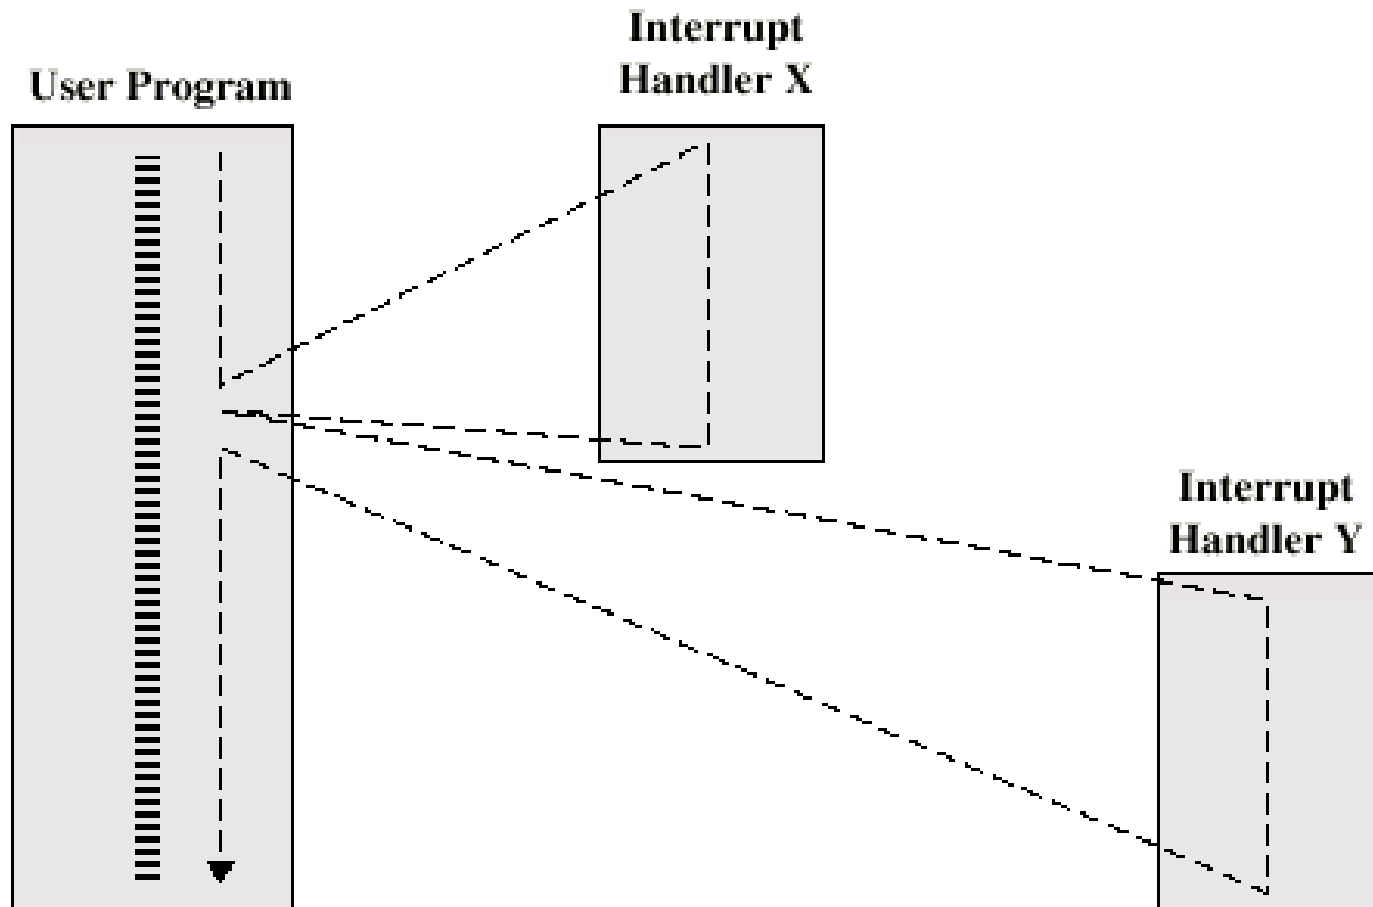 User Program
Interrupt
Handler X
Interrupt
Handler Y